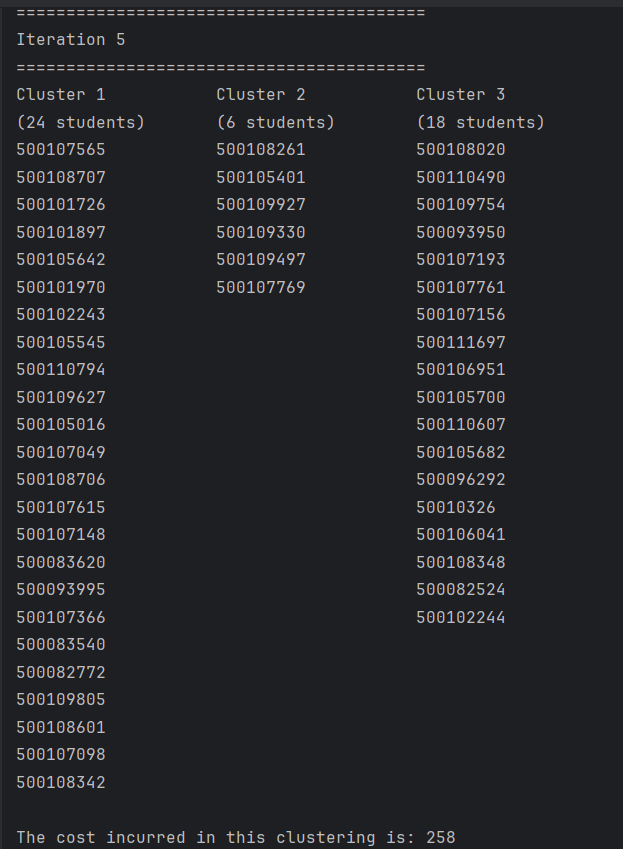 =========================================
Iteration 5
=========================================
Cluster 1           Cluster 2           Cluster 3
(24 students)       (6 students)        (18 students)
500107565           500108261           500108020
500108707           500105401           500110490
500101726           500109927           500109754
500101897           500109330           500093950
500105642           500109497           500107193
500101970           500107769           500107761
500102243                               500107156
500105545                               500111697
500110794                               500106951
500109627                               500105700
500105016                               500110607
500107049                               500105682
500108706                               500096292
500107615                               50010326
500107148                               500106041
500083620                               500108348
500093995                               500082524
500107366                               500102244
500083540
500082772
500109805
500108601
500107098
500108342
The cost incurred in this clustering is: 258